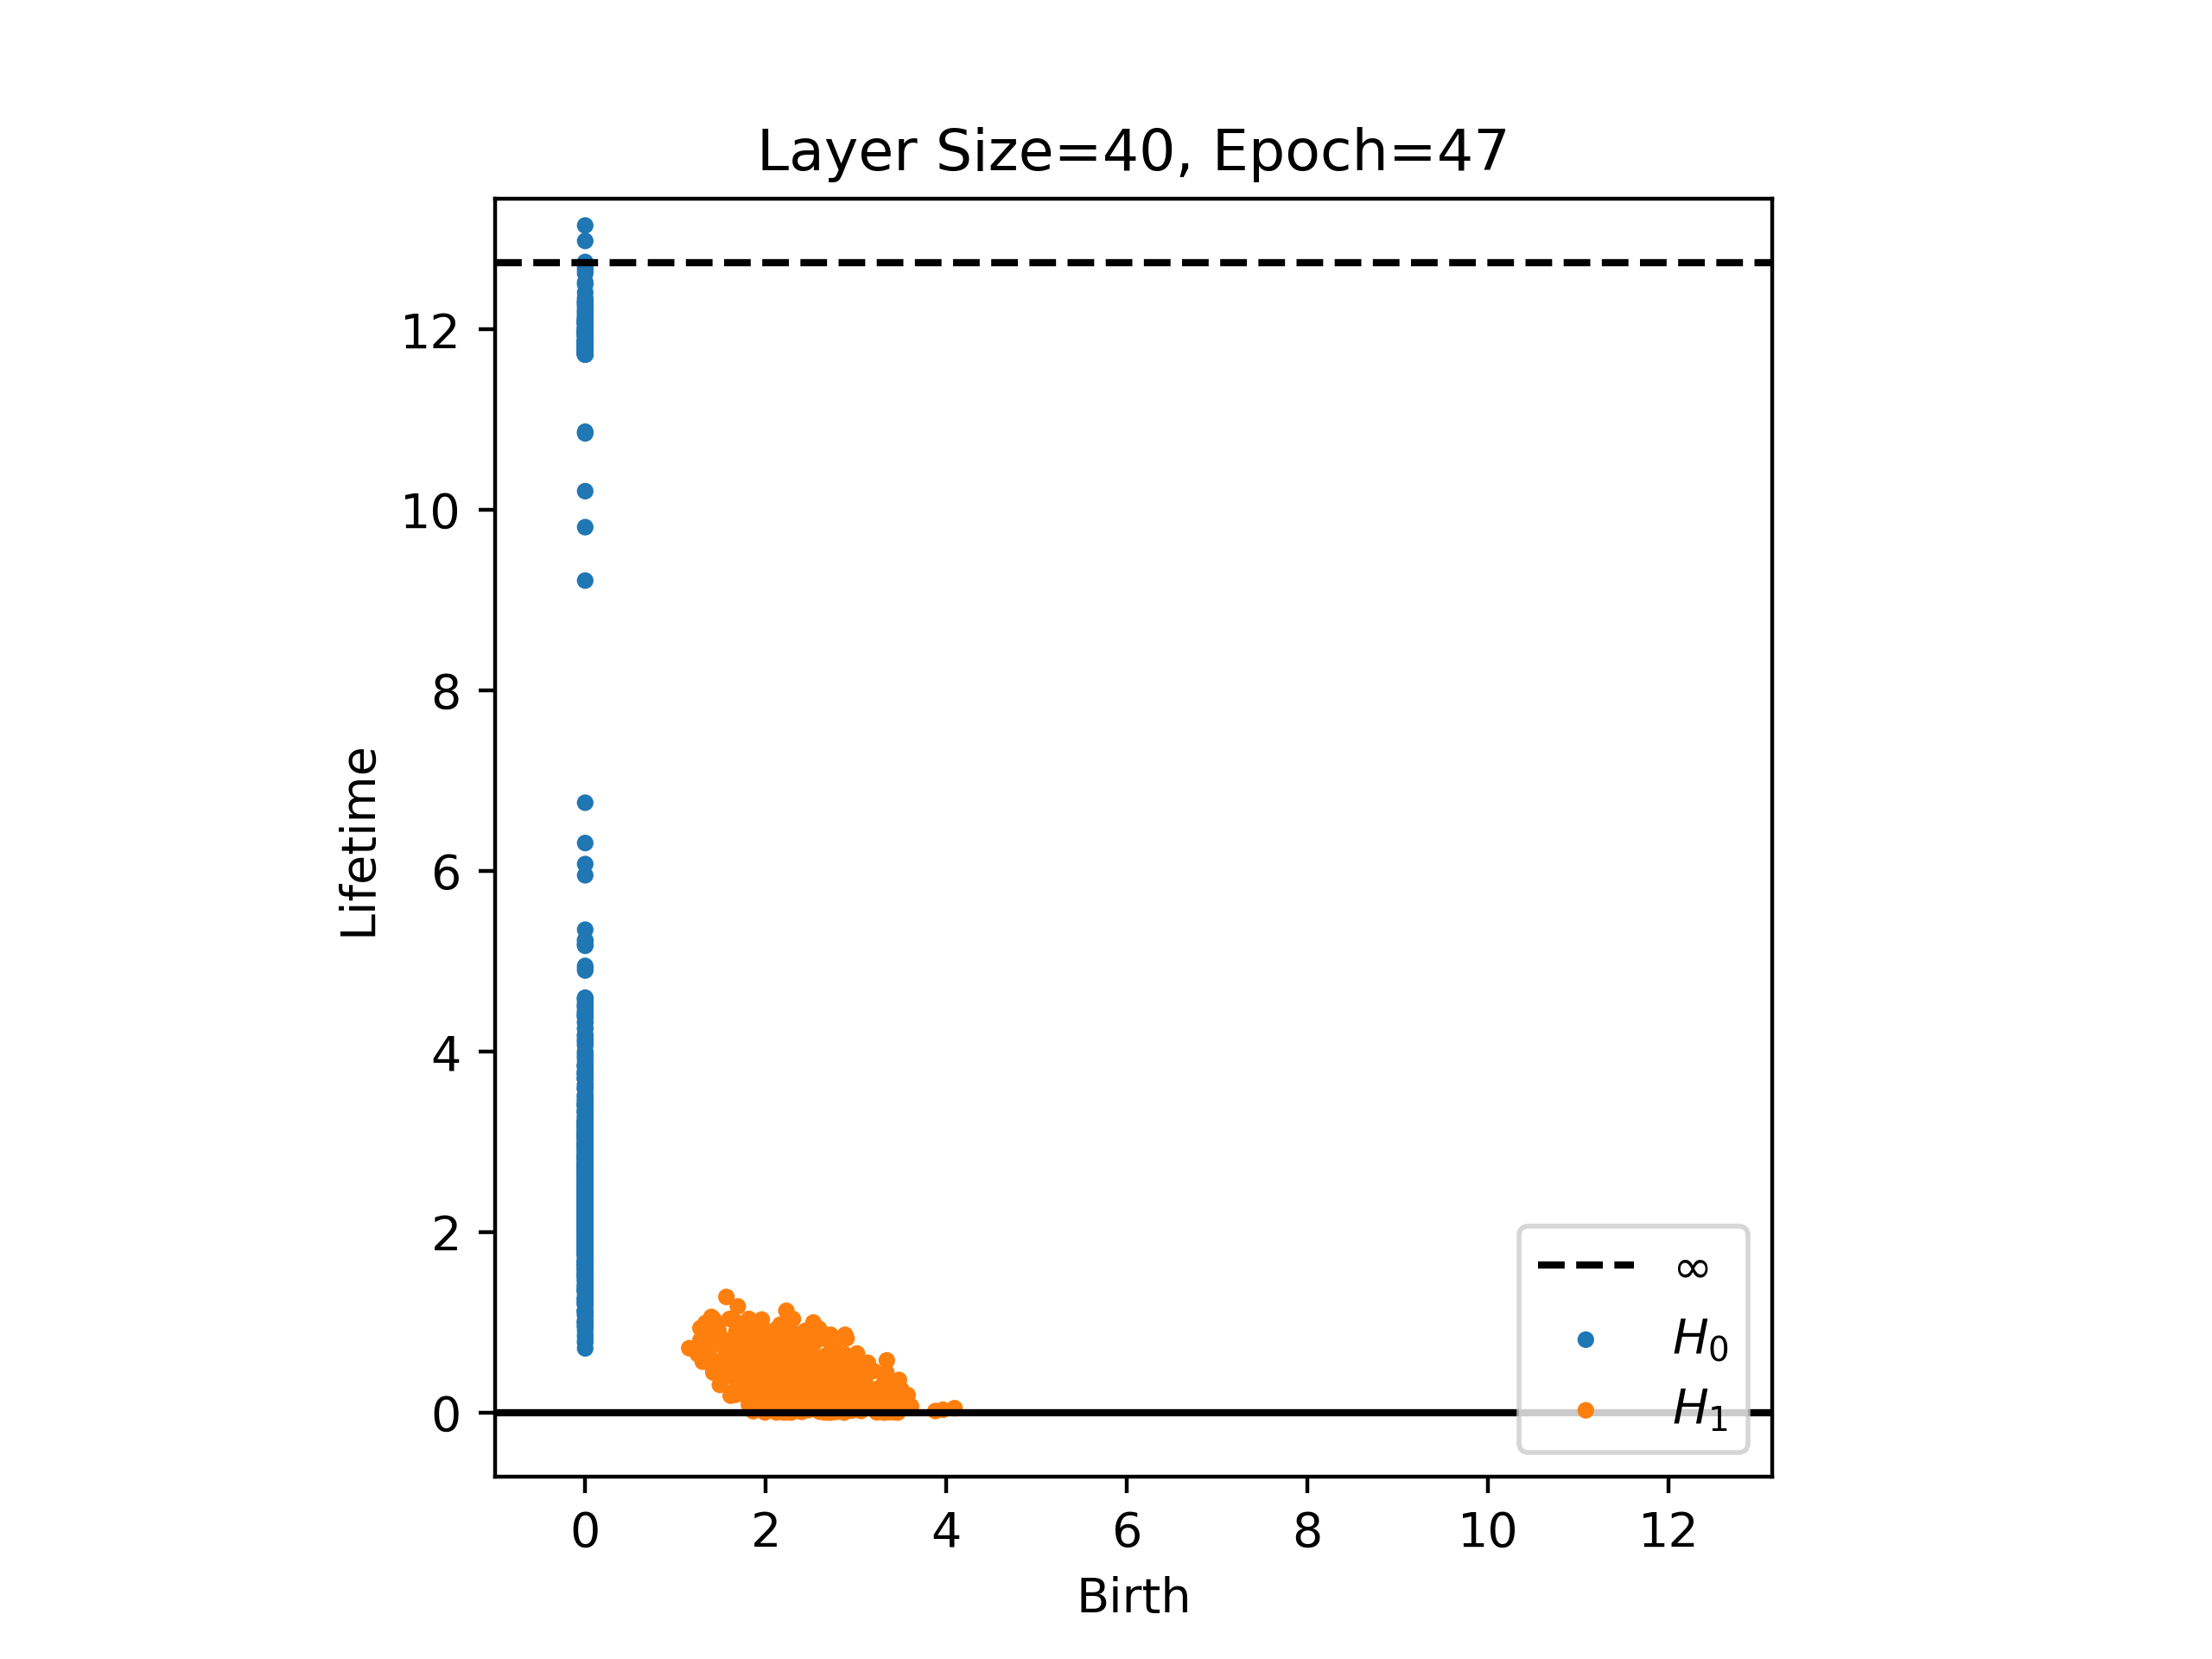 Layer Size=40, Epoch=47
Lifetime
12
10
8
6
4
2
0
∞
H₀
H₁
0 2 4 6 8 10 12
Birth